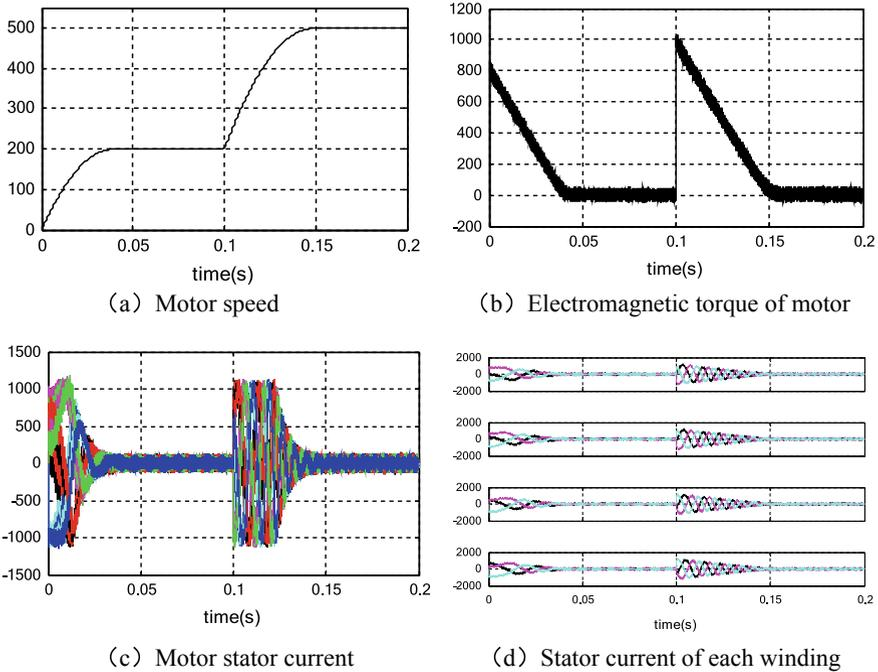 500
400
300
200
100
0
0 0.05 0.1 0.15 0.2
time(s)
（a）Motor speed
1200
1000
800
600
400
200
0
-200
0 0.05 0.1 0.15 0.2
time(s)
（b）Electromagnetic torque of motor
1500
1000
500
0
-500
-1000
-1500
0 0.05 0.1 0.15 0.2
time(s)
（c）Motor stator current
2000
0
-2000
2000
0
-2000
2000
0
-2000
2000
0
-2000
0 0.05 0.1 0.15 0.2
time(s)
（d）Stator current of each winding